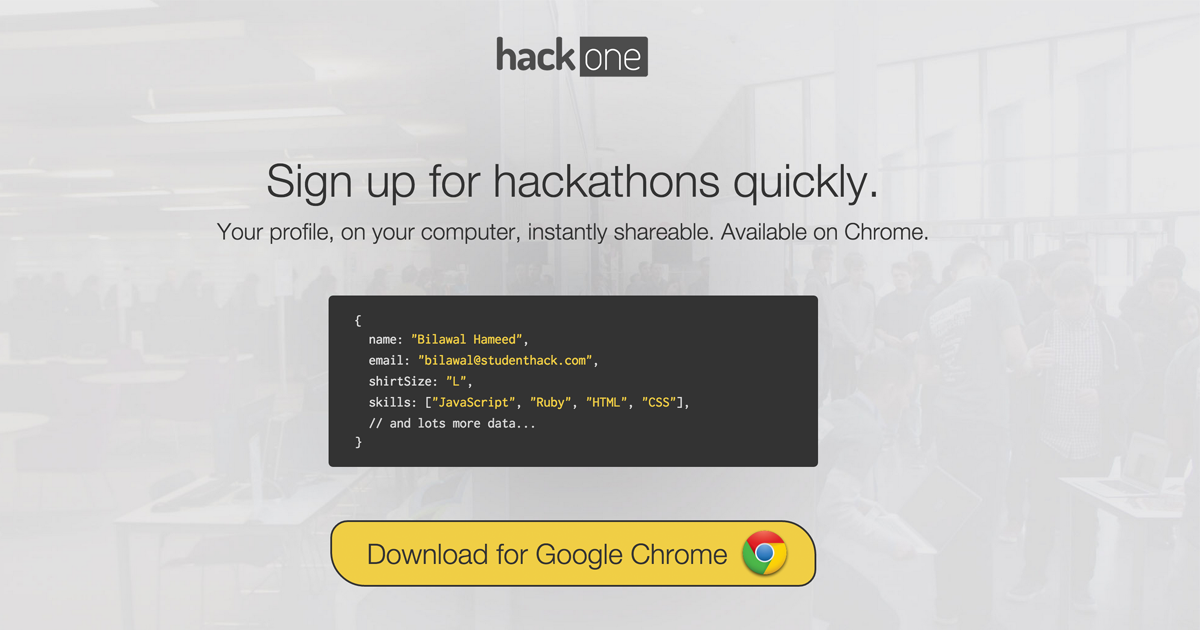 hack one
Sign up for hackathons quickly.
Your profile, on your computer, instantly shareable. Available on Chrome.
{
name: "Bilawal Hameed",
email: "bilawal@studenthack.com",
shirtSize: "L",
skills: ["JavaScript", "Ruby", "HTML", "CSS"],
// and lots more data...
}
Download for Google Chrome